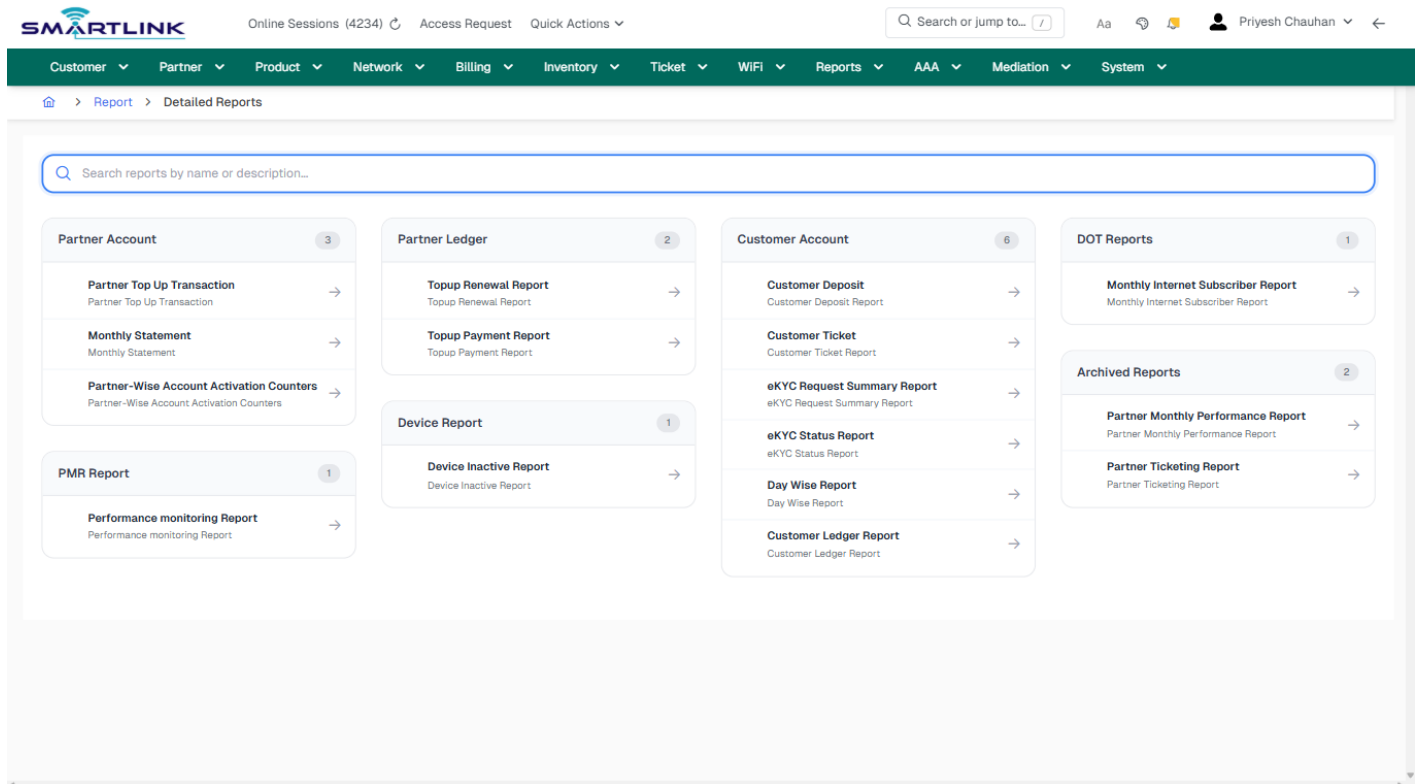 SMARTLINK
Online Sessions (4234) Access Request Quick Actions
Search or jump to... /
Aa
Priyesh Chauhan
Customer Partner Product Network Billing Inventory Ticket WiFi Reports AAA Mediation System
> Report > Detailed Reports
Search reports by name or description...
Partner Account 3
Partner Top Up Transaction
Partner Top Up Transaction
Monthly Statement
Monthly Statement
Partner-Wise Account Activation Counters
Partner-Wise Account Activation Counters
PMR Report 1
Performance monitoring Report
Performance monitoring Report
Partner Ledger 2
Topup Renewal Report
Topup Renewal Report
Topup Payment Report
Topup Payment Report
Device Report 1
Device Inactive Report
Device Inactive Report
Customer Account 6
Customer Deposit
Customer Deposit Report
Customer Ticket
Customer Ticket Report
eKYC Request Summary Report
eKYC Request Summary Report
eKYC Status Report
eKYC Status Report
Day Wise Report
Day Wise Report
Customer Ledger Report
Customer Ledger Report
DOT Reports 1
Monthly Internet Subscriber Report
Monthly Internet Subscriber Report
Archived Reports 2
Partner Monthly Performance Report
Partner Monthly Performance Report
Partner Ticketing Report
Partner Ticketing Report